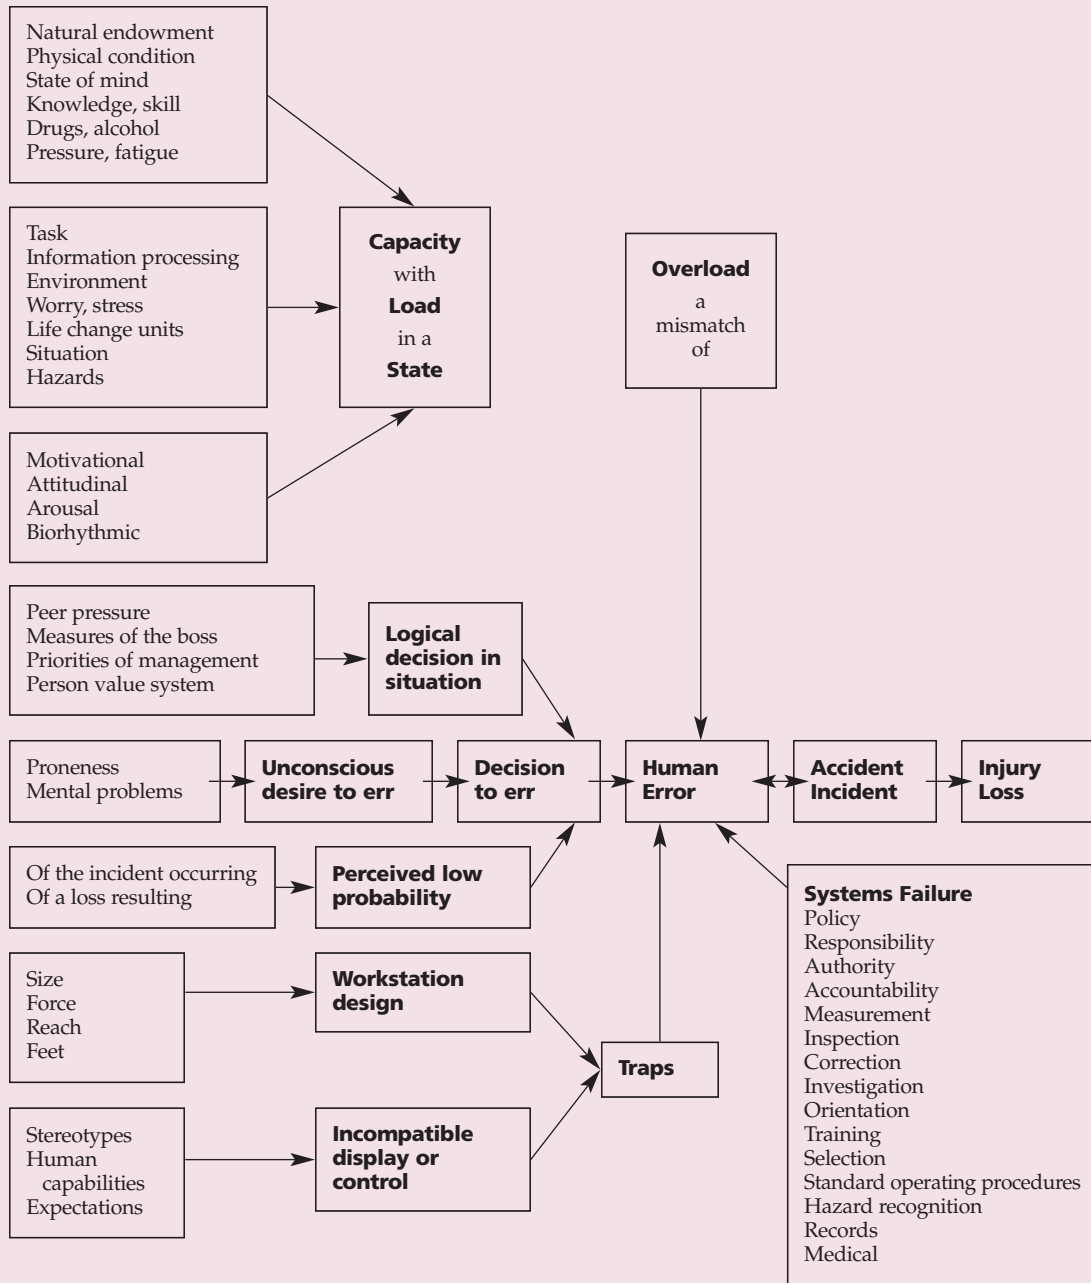 Natural endowment
Physical condition
State of mind
Knowledge, skill
Drugs, alcohol
Pressure, fatigue
Task
Information processing
Environment
Worry, stress
Life change units
Situation
Hazards
Motivational
Attitudinal
Arousal
Biorhythmic
Capacity
with
Load
in a
State
Overload
a
mismatch
of
Peer pressure
Measures of the boss
Priorities of management
Person value system
Logical
decision in
situation
Proneness
Mental problems
Unconscious
desire to err
Decision
to err
Human
Error
Accident
Incident
Injury
Loss
Of the incident occurring
Of a loss resulting
Perceived low
probability
Size
Force
Reach
Feet
Workstation
design
Stereotypes
Human
capabilities
Expectations
Incompatible
display or
control
Traps
Systems Failure
Policy
Responsibility
Authority
Accountability
Measurement
Inspection
Correction
Investigation
Orientation
Training
Selection
Standard operating procedures
Hazard recognition
Records
Medical